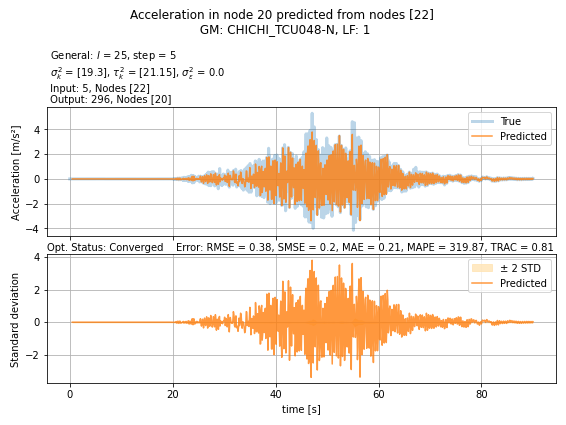 Acceleration in node 20 predicted from nodes [22]
GM: CHICHI_TCU048-N, LF: 1
General: l = 25, step = 5
σ²ₖ = [19.3], τ²ₖ = [21.15], σ²ε = 0.0
Input: 5, Nodes [22]
Output: 296, Nodes [20]
Acceleration [m/s²]
4
2
0
−2
−4
True
Predicted
Opt. Status: Converged Error: RMSE = 0.38, SMSE = 0.2, MAE = 0.21, MAPE = 319.87, TRAC = 0.81
Standard deviation
4
2
0
−2
± 2 STD
Predicted
0 20 40 60 80
time [s]